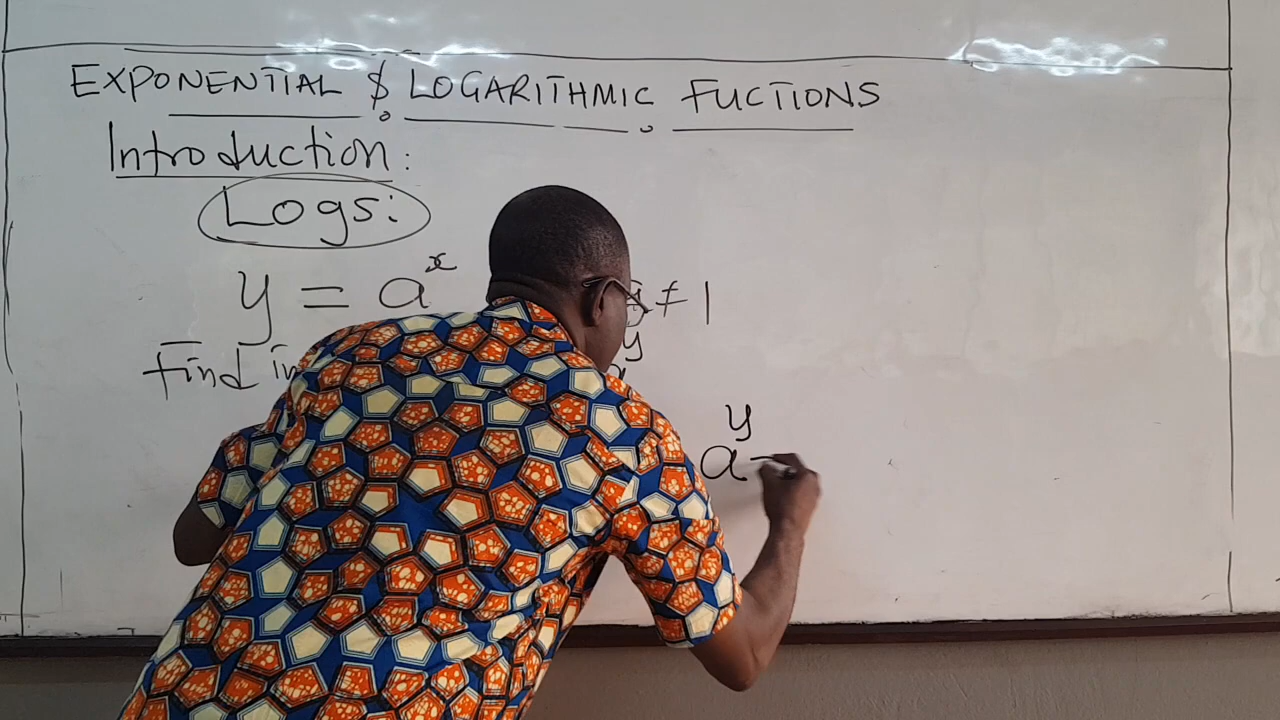 EXPONENTIAL & LOGARITHMIC FUCTIONS
Introduction:
Logs:
y = a^x ≠ 1
Find y
a^y